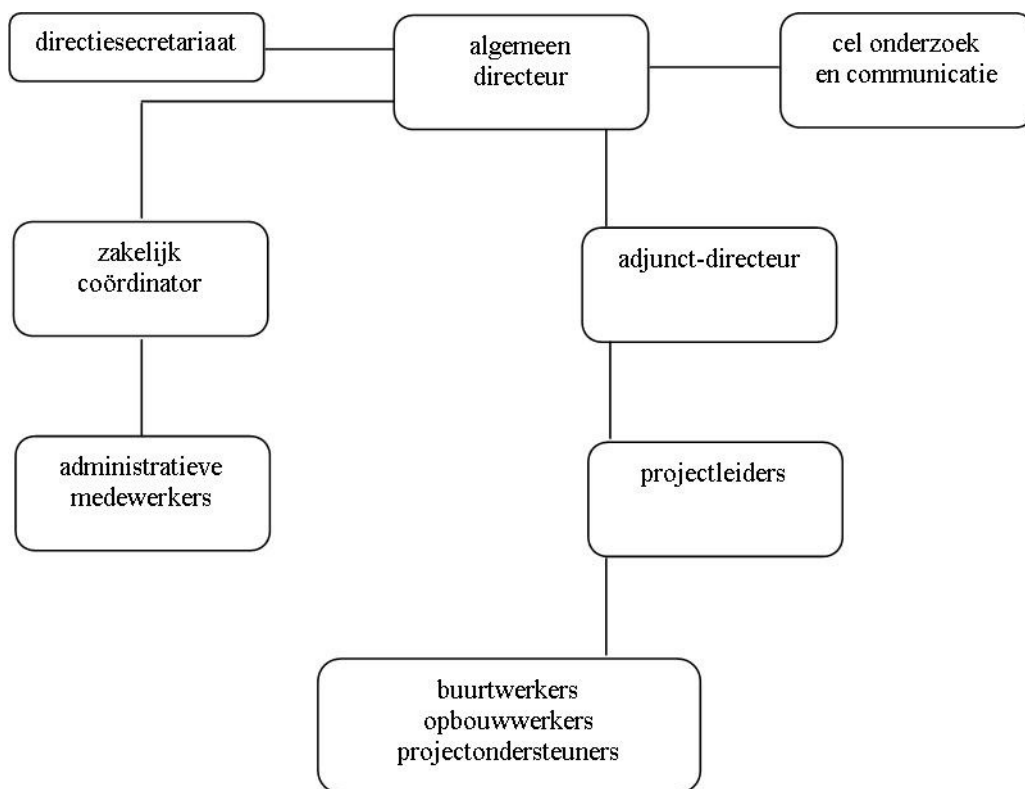 directiesecretariaat
algemeen
directeur
cel onderzoek
en communicatie
zakelijk
coördinator
adjunct-directeur
administratieve
medewerkers
projectleiders
buurtwerkers
opbouwwerkers
projectondersteuners